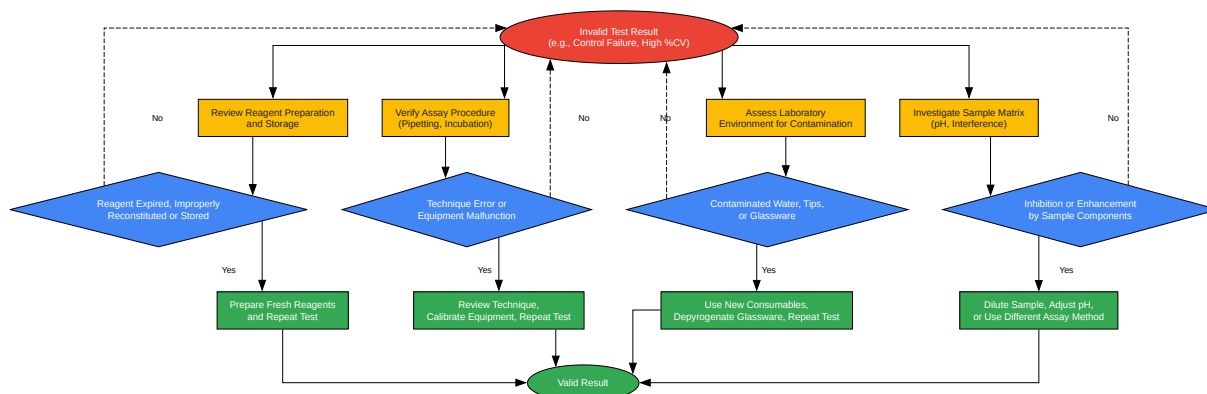 Invalid Test Result
(e.g., Control Failure, High %CV)
Review Reagent Preparation
and Storage
Verify Assay Procedure
(Pipetting, Incubation)
Assess Laboratory
Environment for Contamination
Investigate Sample Matrix
(pH, Interference)
No
No
No
No
Reagent Expired, Improperly
Reconstituted or Stored
Technique Error or
Equipment Malfunction
Contaminated Water, Tips,
or Glassware
Inhibition or Enhancement
by Sample Components
Yes
Yes
Yes
Yes
Prepare Fresh Reagents
and Repeat Test
Review Technique,
Calibrate Equipment, Repeat Test
Use New Consumables,
Depyrogenate Glassware, Repeat Test
Dilute Sample, Adjust pH,
or Use Different Assay Method
Valid Result